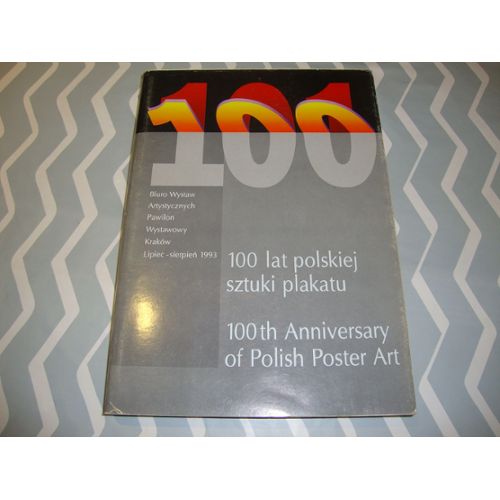 100
Biuro Wystaw
Artystycznych
Pawilon
Wystawowy
Kraków
Lipiec - sierpień 1993
100 lat polskiej
sztuki plakatu
100th Anniversary
of Polish Poster Art